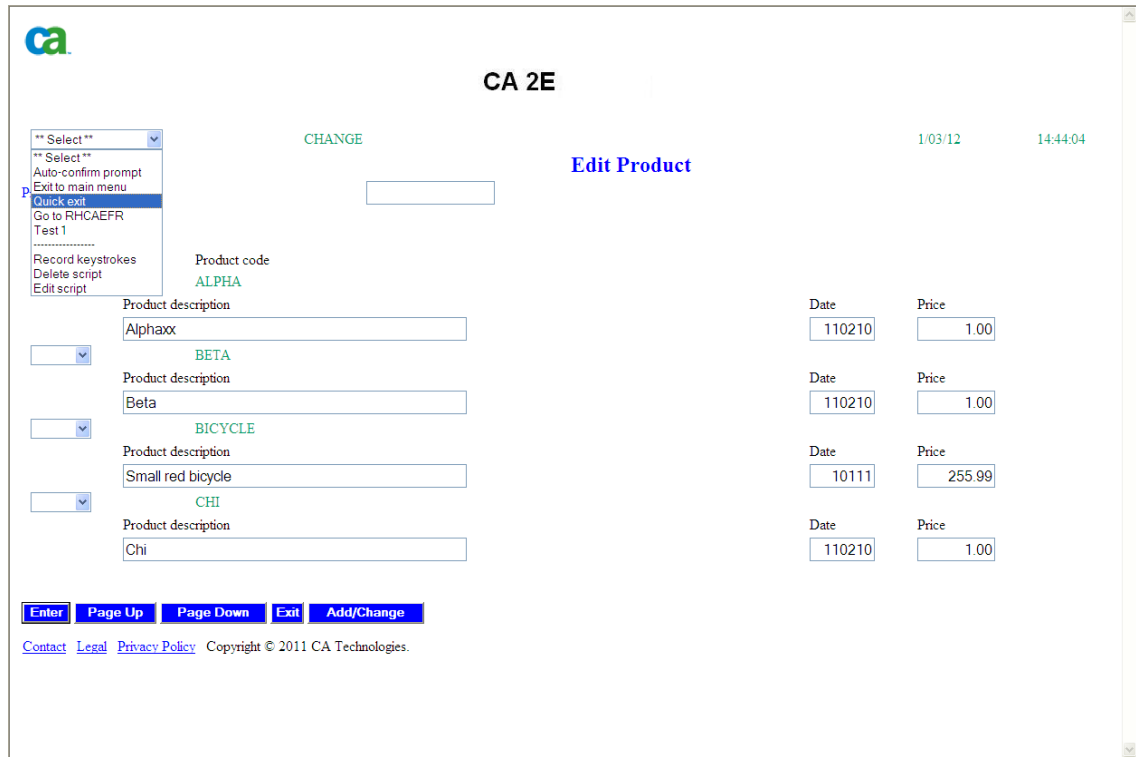 ca
CA 2E
** Select ** CHANGE 1/03/12 14:44:04
** Select **
Auto-confirm prompt
Edit Product
Exit to main menu
P
Quick exit
Go to RHCAEFR
Test 1
-----------------
Record keystrokes Product code
Delete script
Edit script ALPHA
Product description Date Price
Alphaxx 110210 1.00
BETA
Product description Date Price
Beta 110210 1.00
BICYCLE
Product description Date Price
Small red bicycle 10111 255.99
CHI
Product description Date Price
Chi 110210 1.00
Enter Page Up Page Down Exit Add/Change
Contact Legal Privacy Policy Copyright © 2011 CA Technologies.